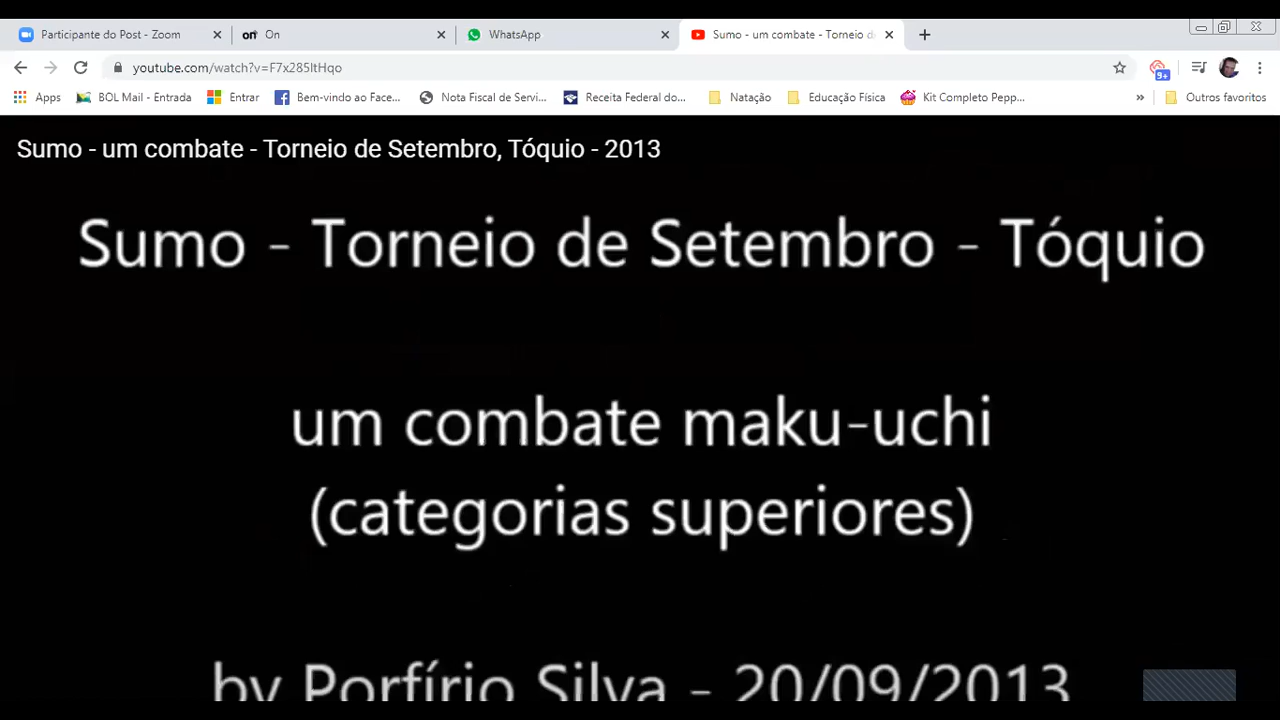 Participante do Post - Zoom
on On
WhatsApp
Sumo - um combate - Torneio d
youtube.com/watch?v=F7x285ltHqo
9+
Apps
BOL Mail - Entrada
Entrar
Bem-vindo ao Face...
Nota Fiscal de Servi...
Receita Federal do...
Natação
Educação Física
Kit Completo Pepp...
»
Outros favoritos
Sumo - um combate - Torneio de Setembro, Tóquio - 2013
Sumo - Torneio de Setembro - Tóquio
um combate maku-uchi
(categorias superiores)
by Porfírio Silva - 20/09/2013